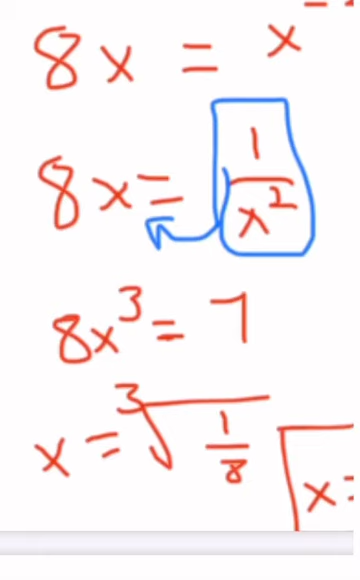 8x = x⁻
8x = 1/x²
8x³ = 1
x = ∛(1/8) x =